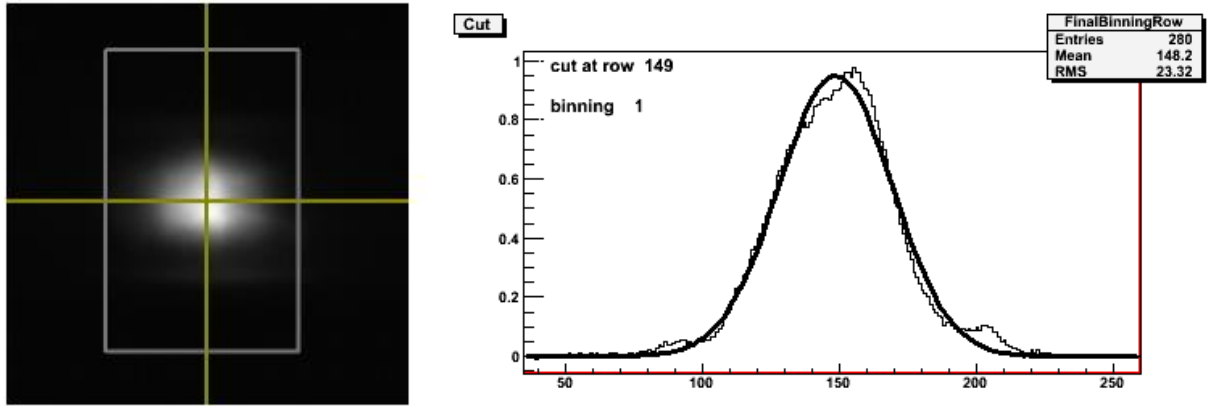 Cut
FinalBinningRow
Entries 280
Mean 148.2
RMS 23.32
cut at row 149
binning 1
1
0.8
0.6
0.4
0.2
0
50 100 150 200 250